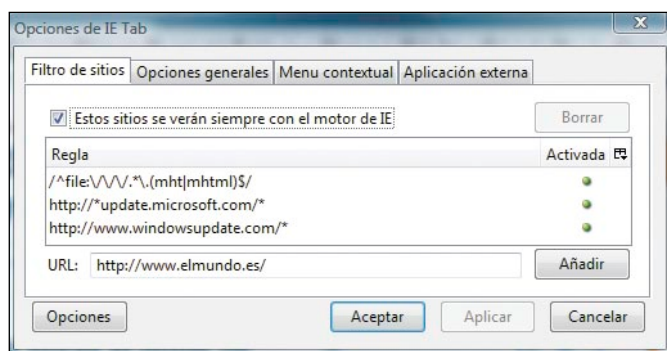 Opciones de IE Tab
Filtro de sitios Opciones generales Menu contextual Aplicación externa
Estos sitios se verán siempre con el motor de IE Borrar
Regla Activada
/^file:\/\/\/.*\.(mht|mhtml)$/
http://*update.microsoft.com/*
http://www.windowsupdate.com/*
URL: http://www.elmundo.es/ Añadir
Opciones Aceptar Aplicar Cancelar